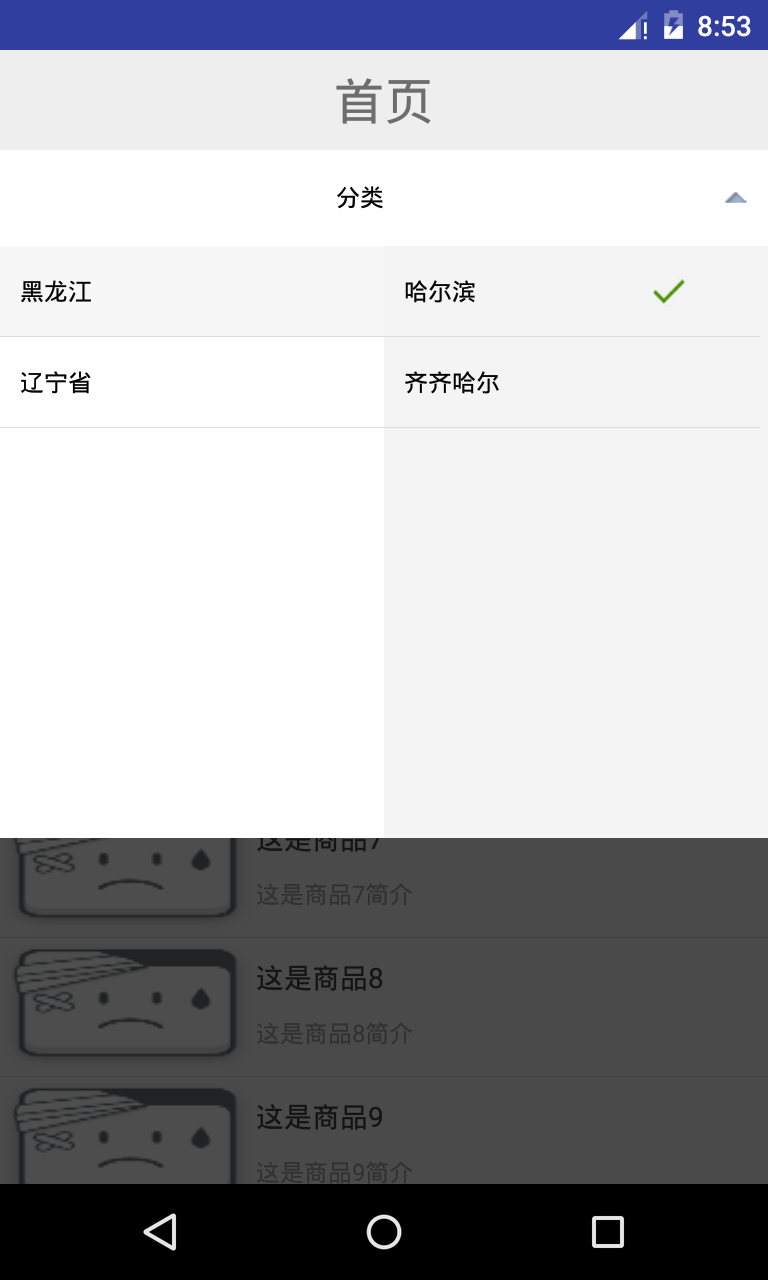 8:53
首页
分类
黑龙江
哈尔滨
辽宁省
齐齐哈尔
这是商品7
这是商品7简介
这是商品8
这是商品8简介
这是商品9
这是商品9简介